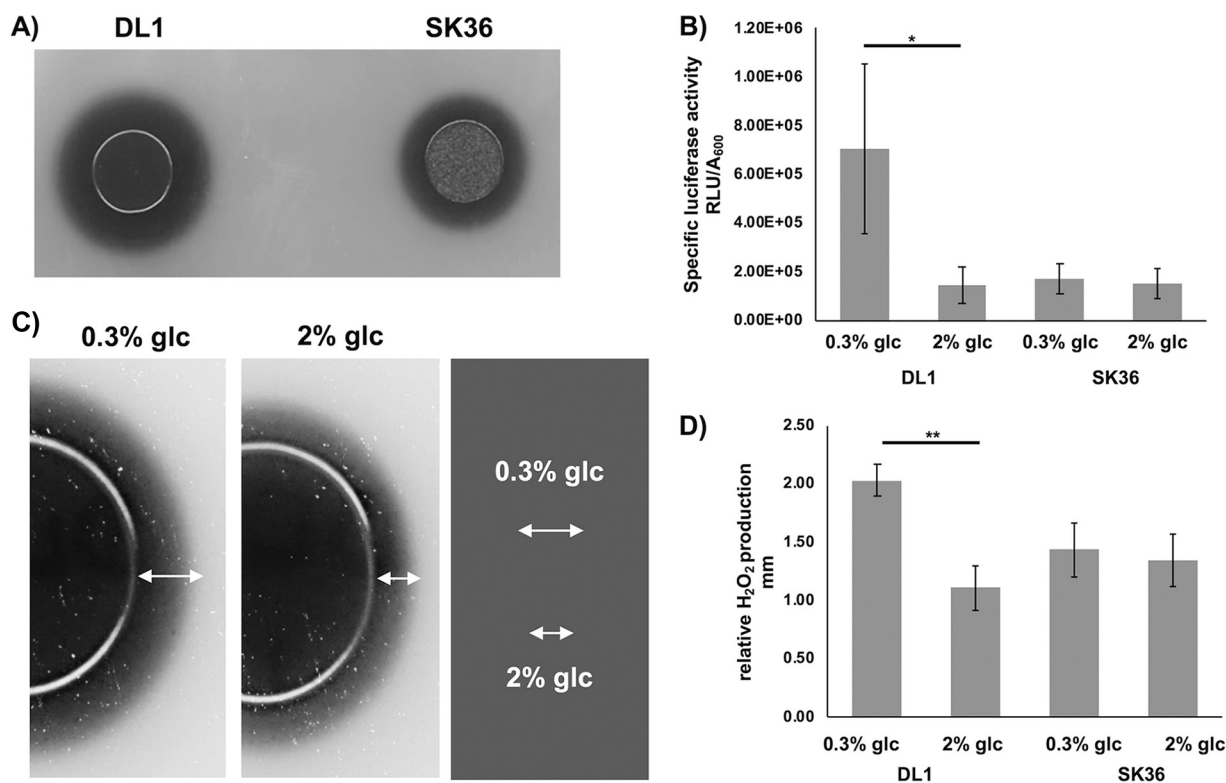 A)
DL1 SK36
B)
Specific luciferase activity
RLU/A₆₀₀
1.20E+06
1.00E+06
8.00E+05
6.00E+05
4.00E+05
2.00E+05
0.00E+00
*
0.3% glc 2% glc 0.3% glc 2% glc
DL1 SK36
C)
0.3% glc 2% glc
0.3% glc
2% glc
D)
relative H₂O₂ production
mm
2.50
2.00
1.50
1.00
0.50
0.00
**
0.3% glc 2% glc 0.3% glc 2% glc
DL1 SK36